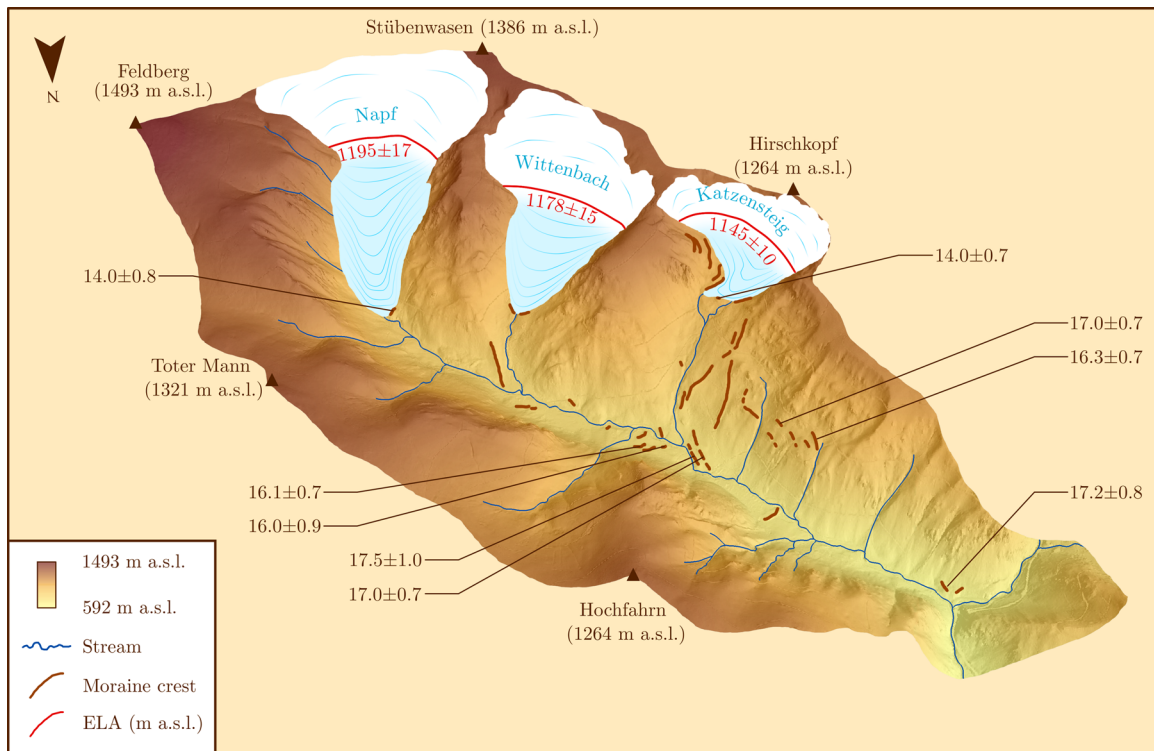 Stübenwasen (1386 m a.s.l.)
Feldberg
(1493 m a.s.l.)
N
Napf
1195±17
Wittenbach
1178±15
Hirschkopf
(1264 m a.s.l.)
Katzensteig
1145±10
14.0±0.7
14.0±0.8
17.0±0.7
16.3±0.7
Toter Mann
(1321 m a.s.l.)
16.1±0.7
16.0±0.9
17.5±1.0
17.0±0.7
17.2±0.8
Hochfahrn
(1264 m a.s.l.)
1493 m a.s.l.
592 m a.s.l.
Stream
Moraine crest
ELA (m a.s.l.)